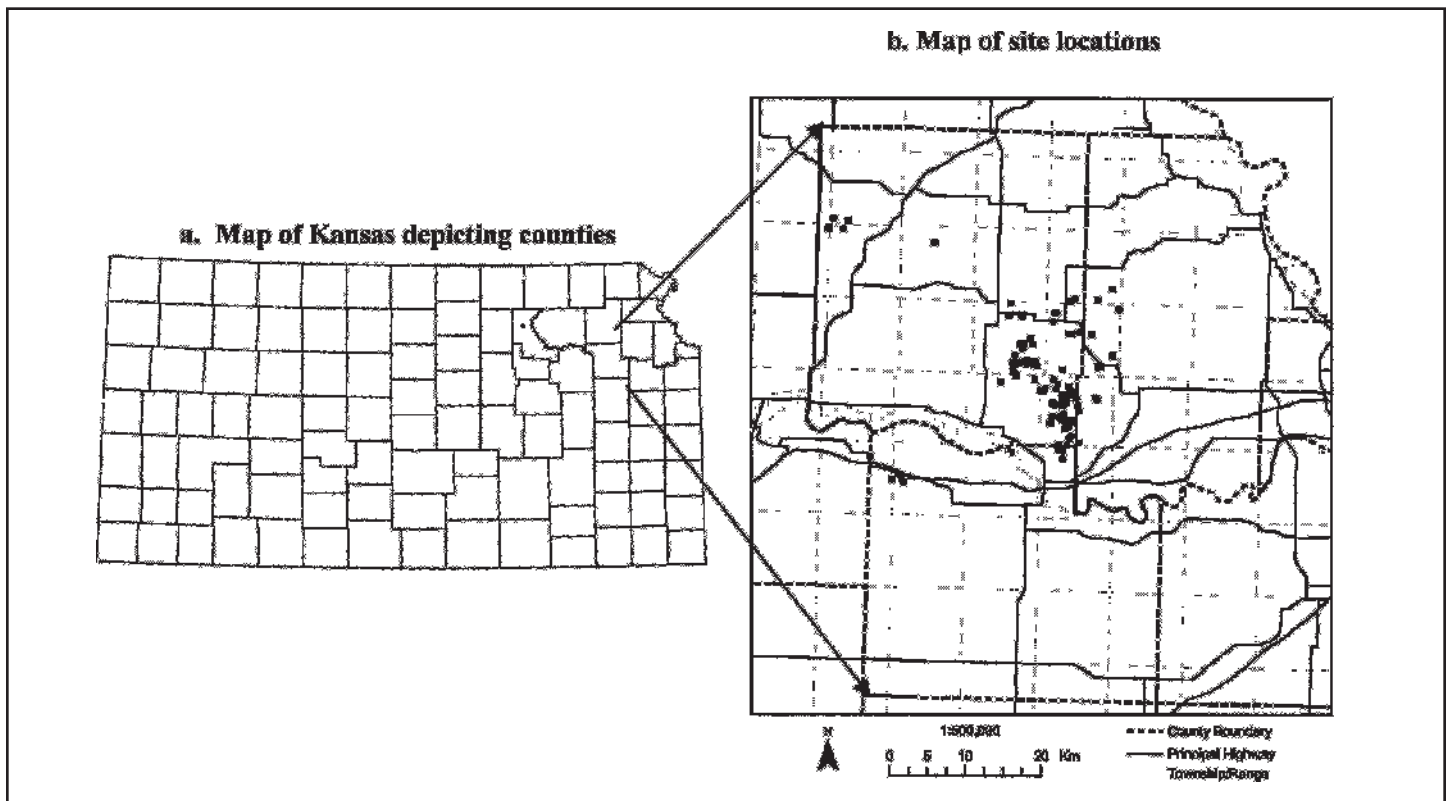 b. Map of site locations
a. Map of Kansas depicting counties
N
1:500,000
0 5 10 20 Km
County Boundary
Principal Highway
Township/Range